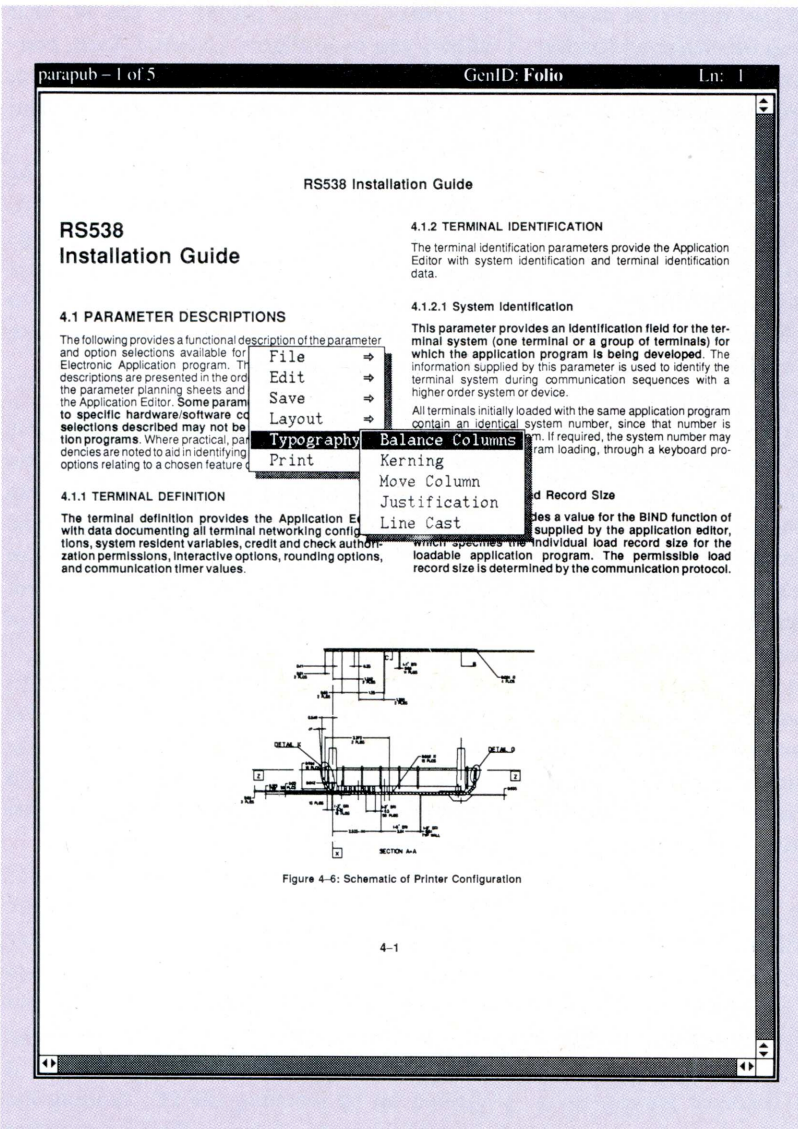 parapub – 1 of 5 GenID: Folio Ln: 1
RS538 Installation Guide
RS538
Installation Guide
4.1 PARAMETER DESCRIPTIONS
The following provides a functional description of the parameter
and option selections available for
Electronic Application program. Th
descriptions are presented in the ord
the parameter planning sheets and
the Application Editor. Some param
to specific hardware/software co
selections described may not be
tion programs. Where practical, par
dencies are noted to aid in identifying
options relating to a chosen feature
4.1.1 TERMINAL DEFINITION
The terminal definition provides the Application E
with data documenting all terminal networking config
tions, system resident variables, credit and check authori-
zation permissions, interactive options, rounding options,
and communication timer values.
File ⇒
Edit ⇒
Save ⇒
Layout ⇒
Typography
Print
Balance Columns
Kerning
Move Column
Justification
Line Cast
4.1.2 TERMINAL IDENTIFICATION
The terminal identification parameters provide the Application
Editor with system identification and terminal identification
data.
4.1.2.1 System Identification
This parameter provides an identification field for the ter-
minal system (one terminal or a group of terminals) for
which the application program is being developed. The
information supplied by this parameter is used to identify the
terminal system during communication sequences with a
higher order system or device.
All terminals initially loaded with the same application program
contain an identical system number, since that number is
m. If required, the system number may
ram loading, through a keyboard pro-
d Record Size
des a value for the BIND function of
supplied by the application editor,
which specifies the individual load record size for the
loadable application program. The permissible load
record size is determined by the communication protocol.
DETAIL E
DETAIL D
Z
Z
X
SECTION A-A
Figure 4–6: Schematic of Printer Configuration
4–1